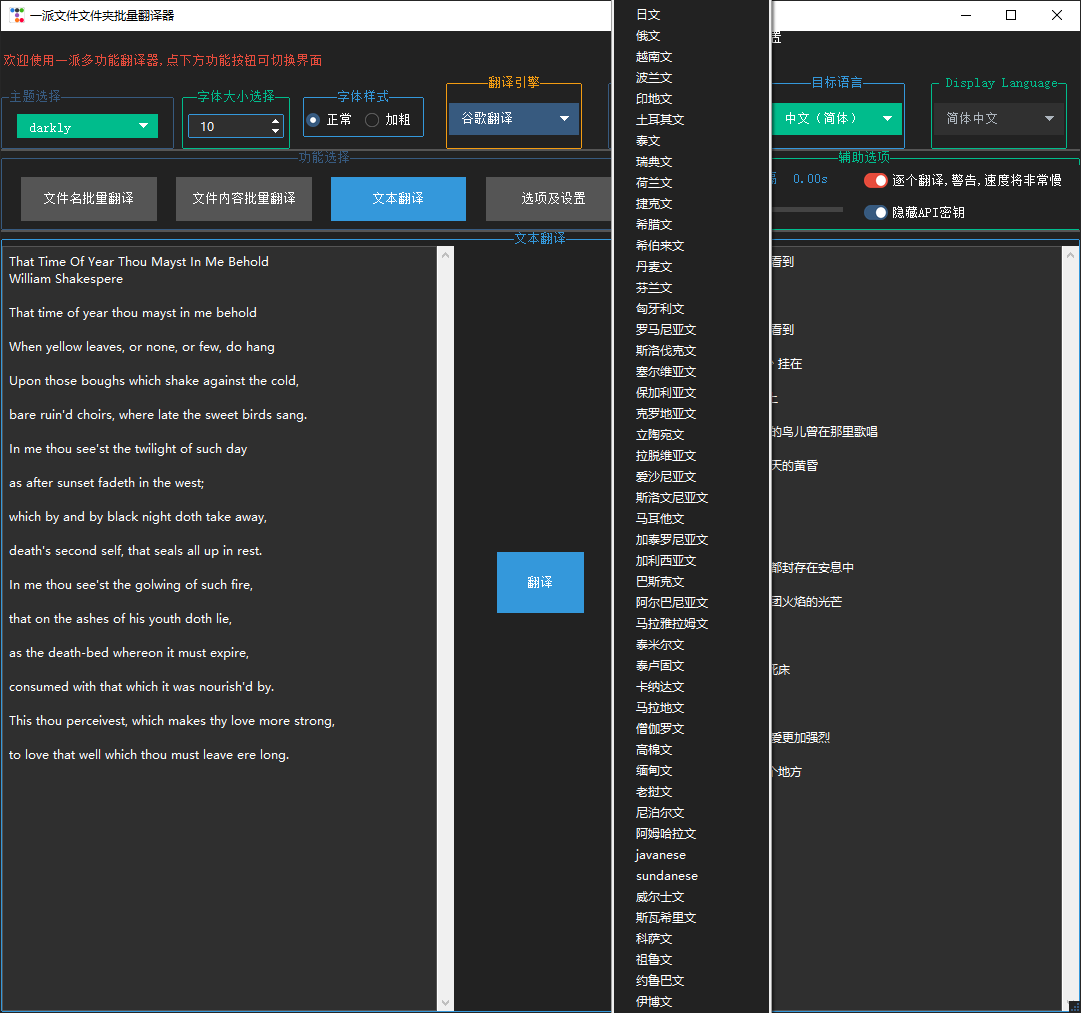 一派文件文件夹批量翻译器
欢迎使用一派多功能翻译器,点下方功能按钮可切换界面
置
主题选择
darkly
字体大小选择
10
字体样式
正常
加粗
翻译引擎
谷歌翻译
目标语言
中文（简体）
Display Language
简体中文
功能选择
文件名批量翻译
文件内容批量翻译
文本翻译
选项及设置
0.00s
辅助选项
逐个翻译,警告,速度将非常慢
隐藏API密钥
文本翻译
That Time Of Year Thou Mayst In Me Behold
William Shakespere
That time of year thou mayst in me behold
When yellow leaves, or none, or few, do hang
Upon those boughs which shake against the cold,
bare ruin'd choirs, where late the sweet birds sang.
In me thou see'st the twilight of such day
as after sunset fadeth in the west;
which by and by black night doth take away,
death's second self, that seals all up in rest.
In me thou see'st the golwing of such fire,
that on the ashes of his youth doth lie,
as the death-bed whereon it must expire,
consumed with that which it was nourish'd by.
This thou perceivest, which makes thy love more strong,
to love that well which thou must leave ere long.
翻译
日文
俄文
越南文
波兰文
印地文
土耳其文
泰文
瑞典文
荷兰文
捷克文
希腊文
希伯来文
丹麦文
芬兰文
匈牙利文
罗马尼亚文
斯洛伐克文
塞尔维亚文
保加利亚文
克罗地亚文
立陶宛文
拉脱维亚文
爱沙尼亚文
斯洛文尼亚文
马耳他文
加泰罗尼亚文
加利西亚文
巴斯克文
阿尔巴尼亚文
马拉雅拉姆文
泰米尔文
泰卢固文
卡纳达文
马拉地文
僧伽罗文
高棉文
缅甸文
老挝文
尼泊尔文
阿姆哈拉文
javanese
sundanese
威尔士文
斯瓦希里文
科萨文
祖鲁文
约鲁巴文
伊博文
看到
看到
挂在
的鸟儿曾在那里歌唱
天的黄昏
都封存在安息中
团火焰的光芒
死床
爱更加强烈
地方